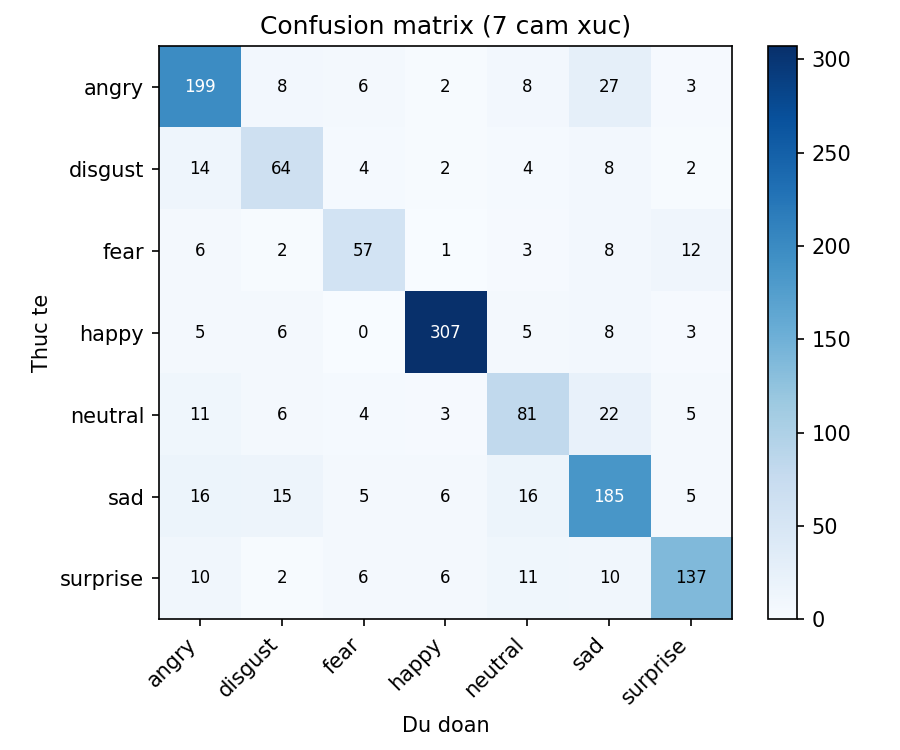 Confusion matrix (7 cam xuc)
angry 199 8 6 2 8 27 3
disgust 14 64 4 2 4 8 2
fear 6 2 57 1 3 8 12
happy 5 6 0 307 5 8 3
neutral 11 6 4 3 81 22 5
sad 16 15 5 6 16 185 5
surprise 10 2 6 6 11 10 137
angry disgust fear happy neutral sad surprise
Thuc te
Du doan
300
250
200
150
100
50
0